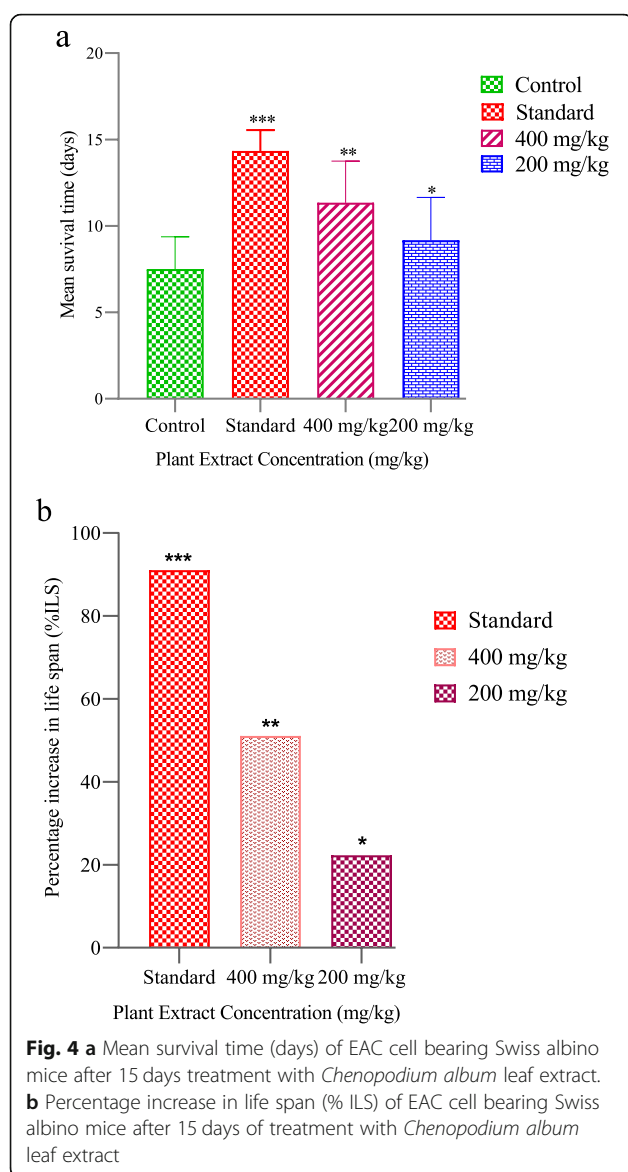 a
20
15
10
5
0
Mean suvival time (days)
***
**
*
Control
Standard
400 mg/kg
200 mg/kg
Control Standard 400 mg/kg 200 mg/kg
Plant Extract Concentration (mg/kg)
b
100
80
60
40
20
0
Percentage increase in life span (%ILS)
***
**
*
Standard
400 mg/kg
200 mg/kg
Standard 400 mg/kg 200 mg/kg
Plant Extract Concentration (mg/kg)
Fig. 4 a Mean survival time (days) of EAC cell bearing Swiss albino
mice after 15 days treatment with Chenopodium album leaf extract.
b Percentage increase in life span (% ILS) of EAC cell bearing Swiss
albino mice after 15 days of treatment with Chenopodium album
leaf extract